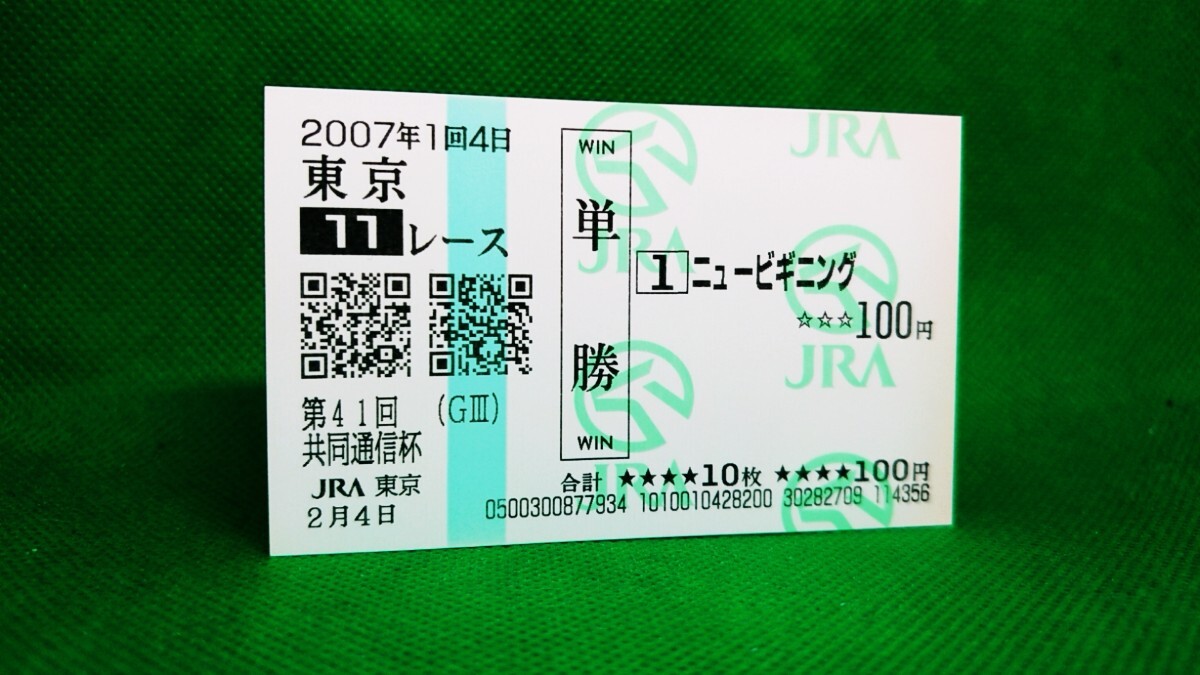 2007年1回4日
東京
11レース
第41回 (GⅢ)
共同通信杯
JRA 東京
2月4日
WIN
単勝
WIN
1 ニュービギニング
☆☆☆100円
合計 ★★★★10枚 ★★★★100円
0500300877934 1010010428200 30282709 114356
JRA
JRA
JRA